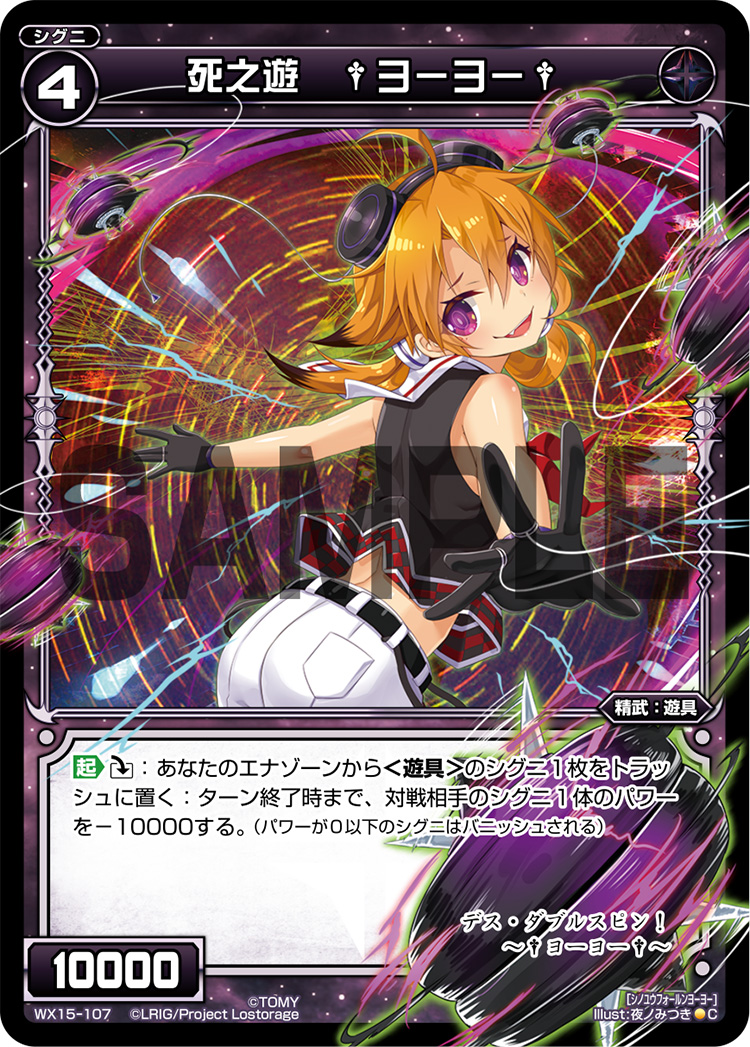 シグニ
4
死之遊 †ヨーヨー†
SAMPLE
精武：遊具
起 ：あなたのエナゾーンから＜遊具＞のシグニ１枚をトラッ
シュに置く：ターン終了時まで、対戦相手のシグニ１体のパワー
を－10000する。（パワーが０以下のシグニはバニッシュされる）
デス・ダブルスピン！
～†ヨーヨー†～
10000
©TOMY
[シノユウフォールンヨーヨー]
WX15-107 ©LRIG/Project Lostorage
Illust:夜ノみつき C